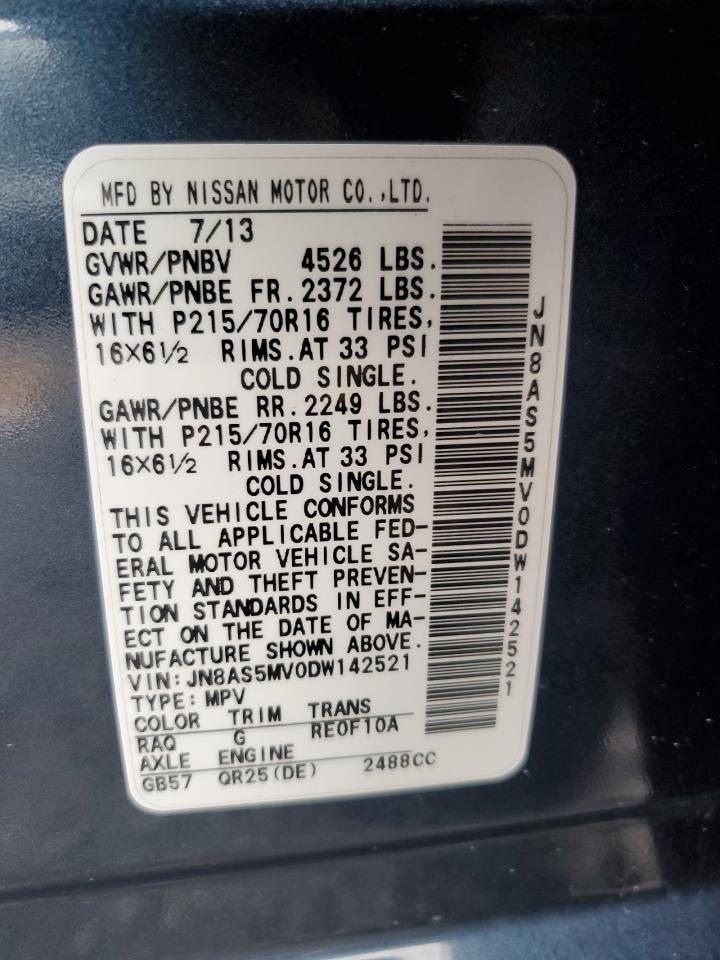 MFD BY NISSAN MOTOR CO.,LTD.
DATE 7/13
GVWR/PNBV 4526 LBS.
GAWR/PNBE FR. 2372 LBS.
WITH P215/70R16 TIRES,
16×6½ RIMS.AT 33 PSI
COLD SINGLE.
GAWR/PNBE RR. 2249 LBS.
WITH P215/70R16 TIRES,
16×6½ RIMS.AT 33 PSI
COLD SINGLE.
THIS VEHICLE CONFORMS
TO ALL APPLICABLE FED-
ERAL MOTOR VEHICLE SA-
FETY AND THEFT PREVEN-
TION STANDARDS IN EFF-
ECT ON THE DATE OF MA-
NUFACTURE SHOWN ABOVE.
VIN: JN8AS5MV0DW142521
TYPE: MPV
COLOR TRIM TRANS
RAQ G RE0F10A
AXLE ENGINE
GB57 QR25(DE) 2488CC
JN8AS5MV0DW142521